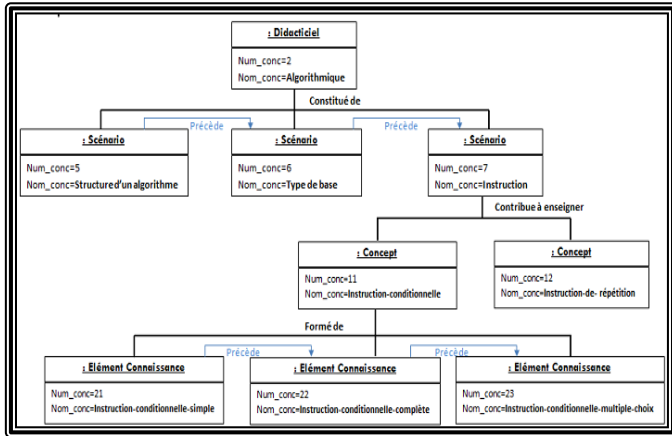 : Didacticiel
Num_conc=2
Nom_conc=Algorithmique
Constitué de
Précède
Précède
: Scénario
Num_conc=5
Nom_conc=Structure d'un algorithme
: Scénario
Num_conc=6
Nom_conc=Type de base
: Scénario
Num_conc=7
Nom_conc=Instruction
Contribue à enseigner
: Concept
Num_conc=11
Nom_conc=Instruction-conditionnelle
: Concept
Num_conc=12
Nom_conc=Instruction-de- répétition
Formé de
Précède
Précède
: Elément Connaissance
Num_conc=21
Nom_conc=Instruction-conditionnelle-simple
: Elément Connaissance
Num_conc=22
Nom_conc=Instruction-conditionnelle-complète
: Elément Connaissance
Num_conc=23
Nom_conc=Instruction-conditionnelle-multiple-choix